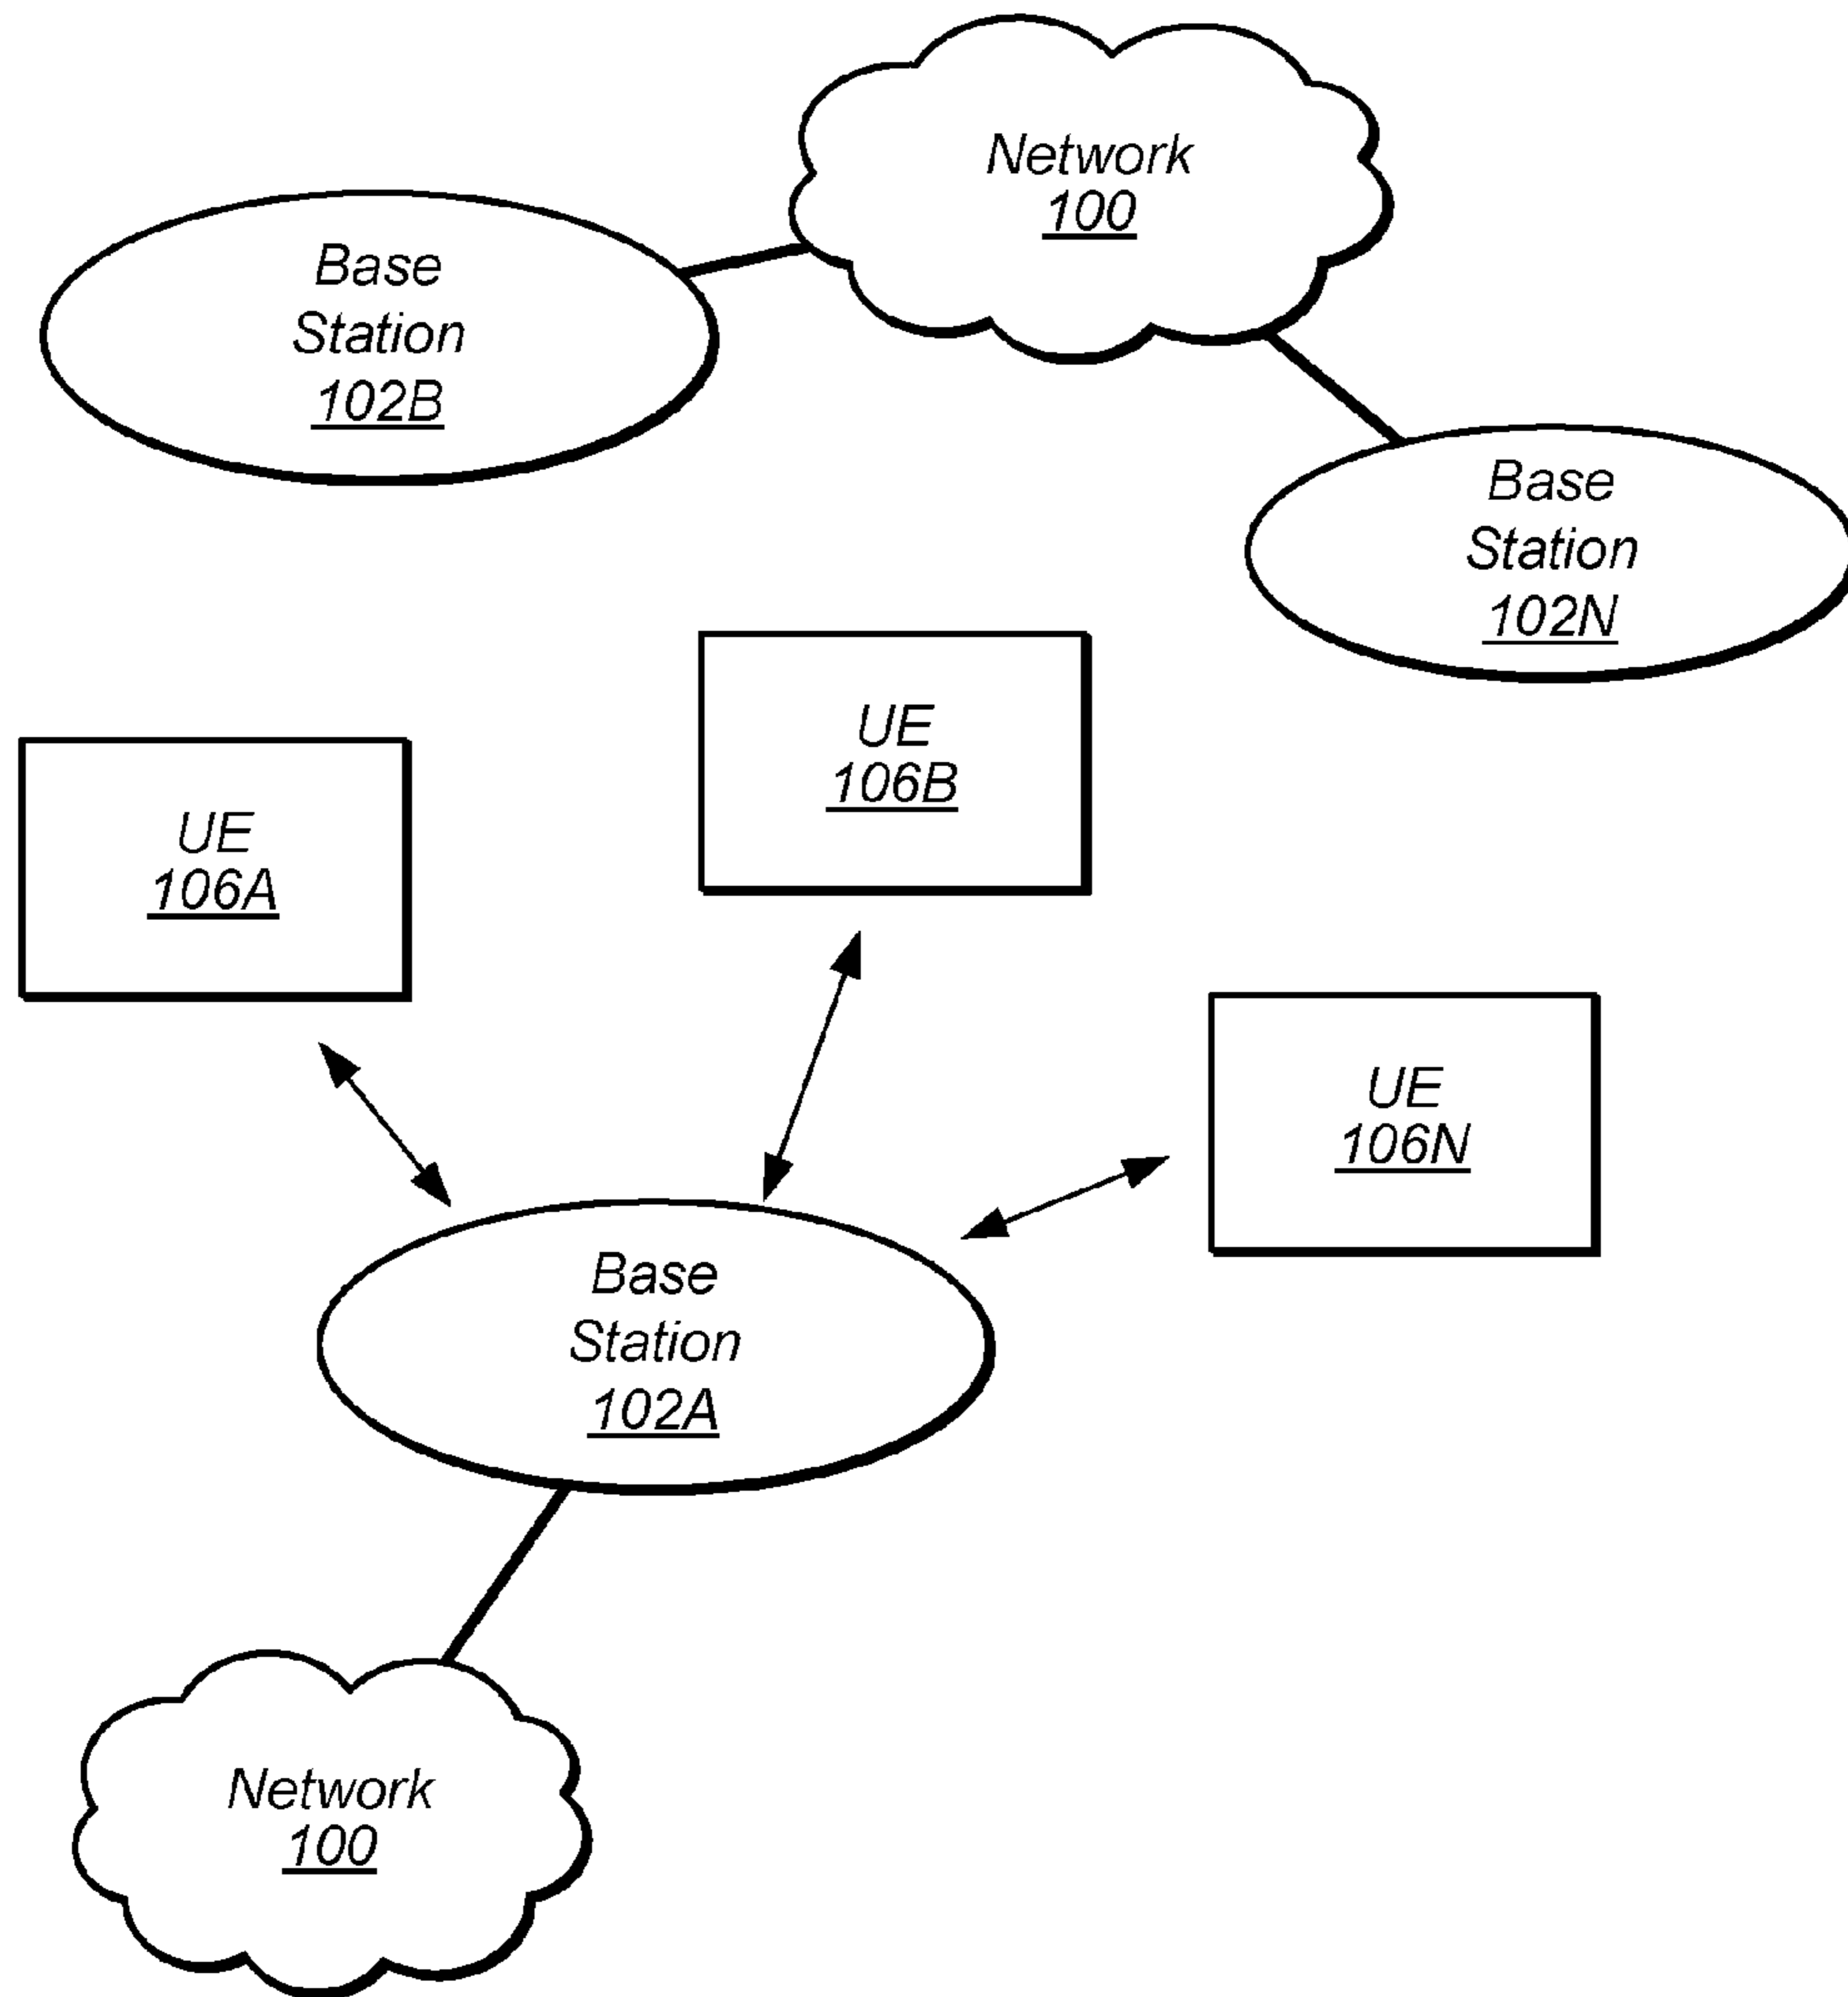 Network
100
Base
Station
102B
Base
Station
102N
UE
106B
UE
106A
UE
106N
Base
Station
102A
Network
100